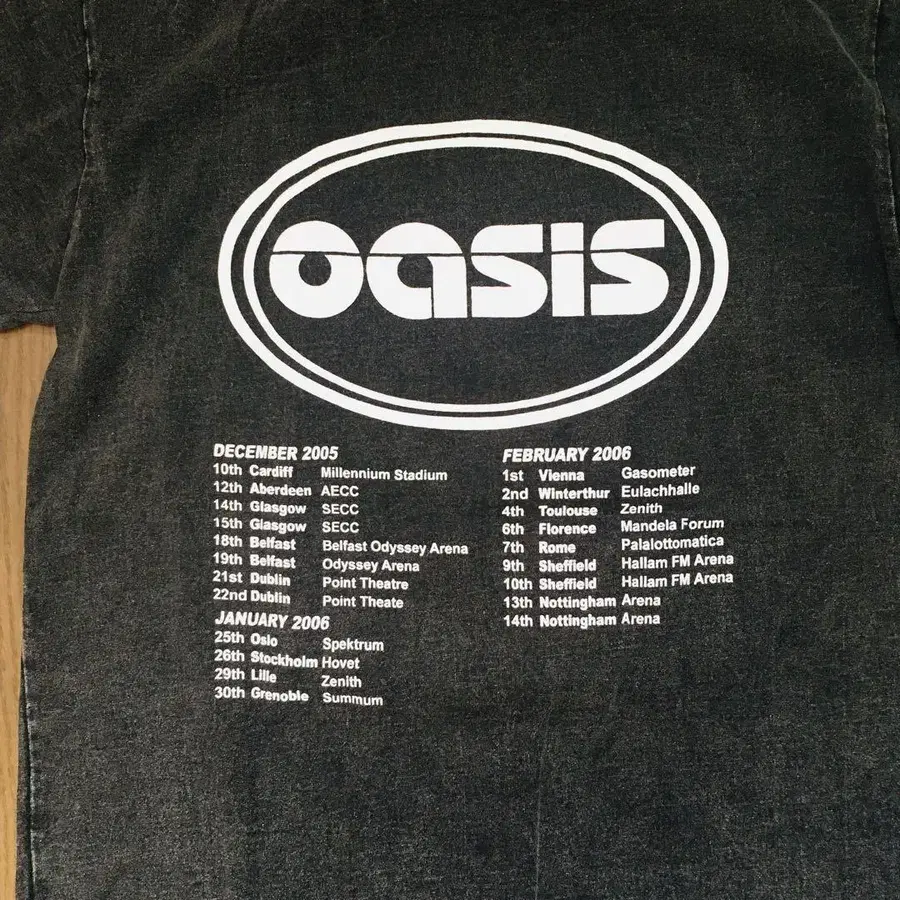 oasis
DECEMBER 2005
10th Cardiff Millennium Stadium
12th Aberdeen AECC
14th Glasgow SECC
15th Glasgow SECC
18th Belfast Belfast Odyssey Arena
19th Belfast Odyssey Arena
21st Dublin Point Theatre
22nd Dublin Point Theate
JANUARY 2006
25th Oslo Spektrum
26th Stockholm Hovet
29th Lille Zenith
30th Grenoble Summum
FEBRUARY 2006
1st Vienna Gasometer
2nd Winterthur Eulachhalle
4th Toulouse Zenith
6th Florence Mandela Forum
7th Rome Palalottomatica
9th Sheffield Hallam FM Arena
10th Sheffield Hallam FM Arena
13th Nottingham Arena
14th Nottingham Arena